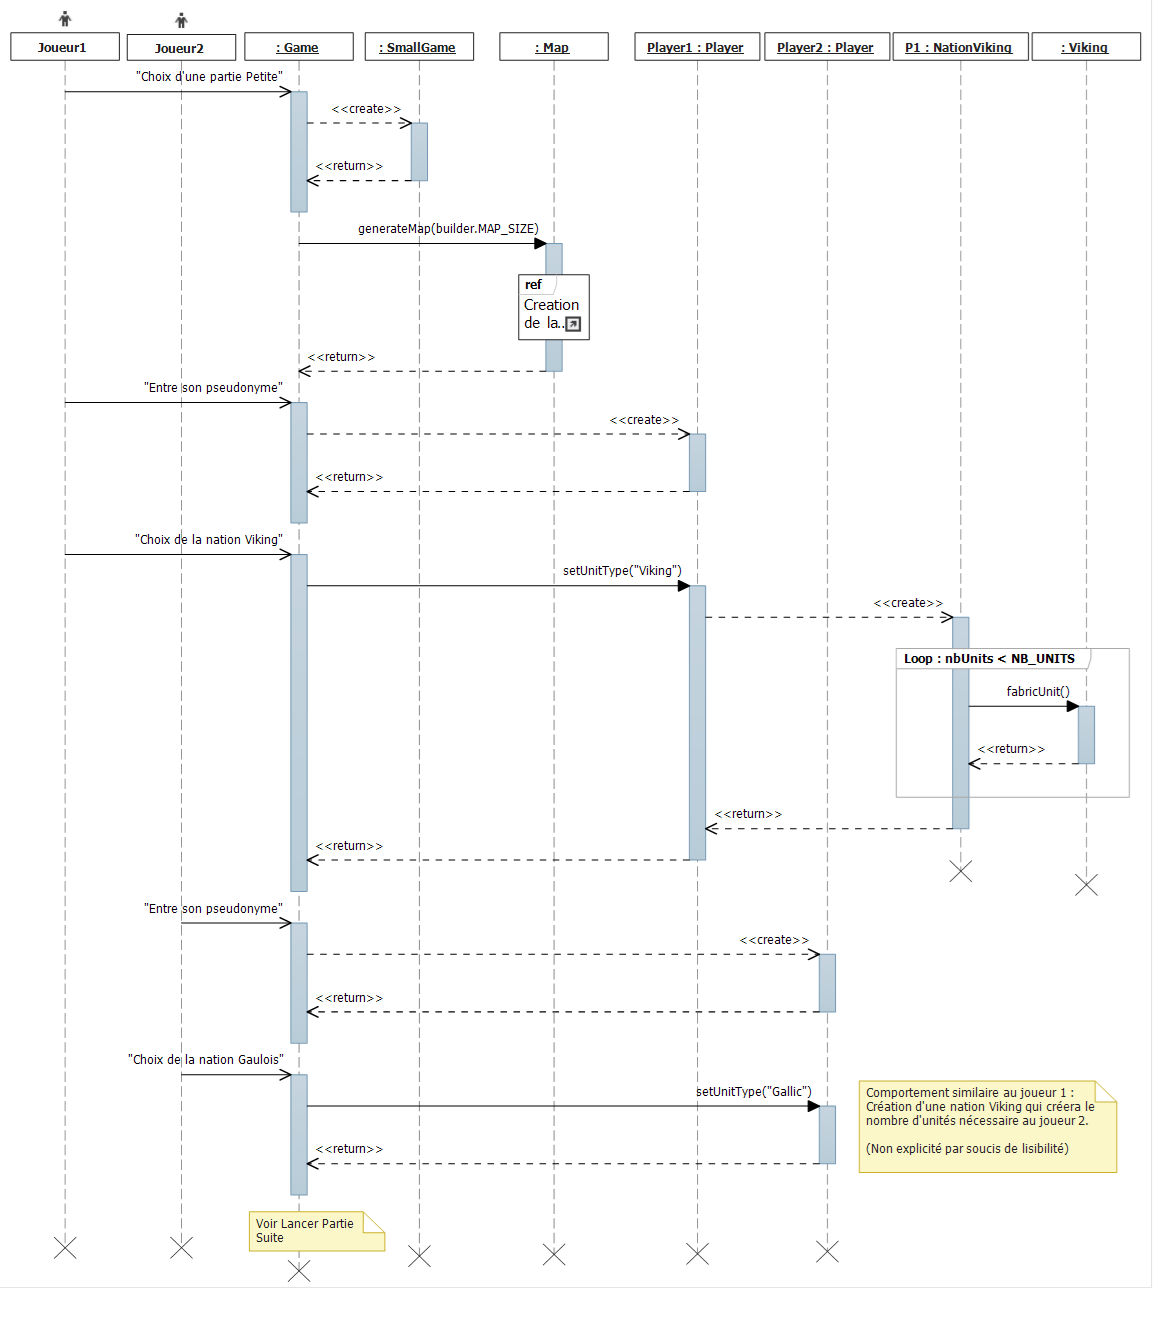 Joueur1
Joueur2
: Game
: SmallGame
: Map
Player1 : Player
Player2 : Player
P1 : NationViking
: Viking
"Choix d'une partie Petite"
<<create>>
<<return>>
generateMap(builder.MAP_SIZE)
ref
Creation
de la..
<<return>>
"Entre son pseudonyme"
<<create>>
<<return>>
"Choix de la nation Viking"
setUnitType("Viking")
<<create>>
Loop : nbUnits < NB_UNITS
fabricUnit()
<<return>>
<<return>>
<<return>>
"Entre son pseudonyme"
<<create>>
<<return>>
"Choix de la nation Gaulois"
setUnitType("Gallic")
<<return>>
Comportement similaire au joueur 1 :
Création d'une nation Viking qui créera le
nombre d'unités nécessaire au joueur 2.
(Non explicité par soucis de lisibilité)
Voir Lancer Partie
Suite